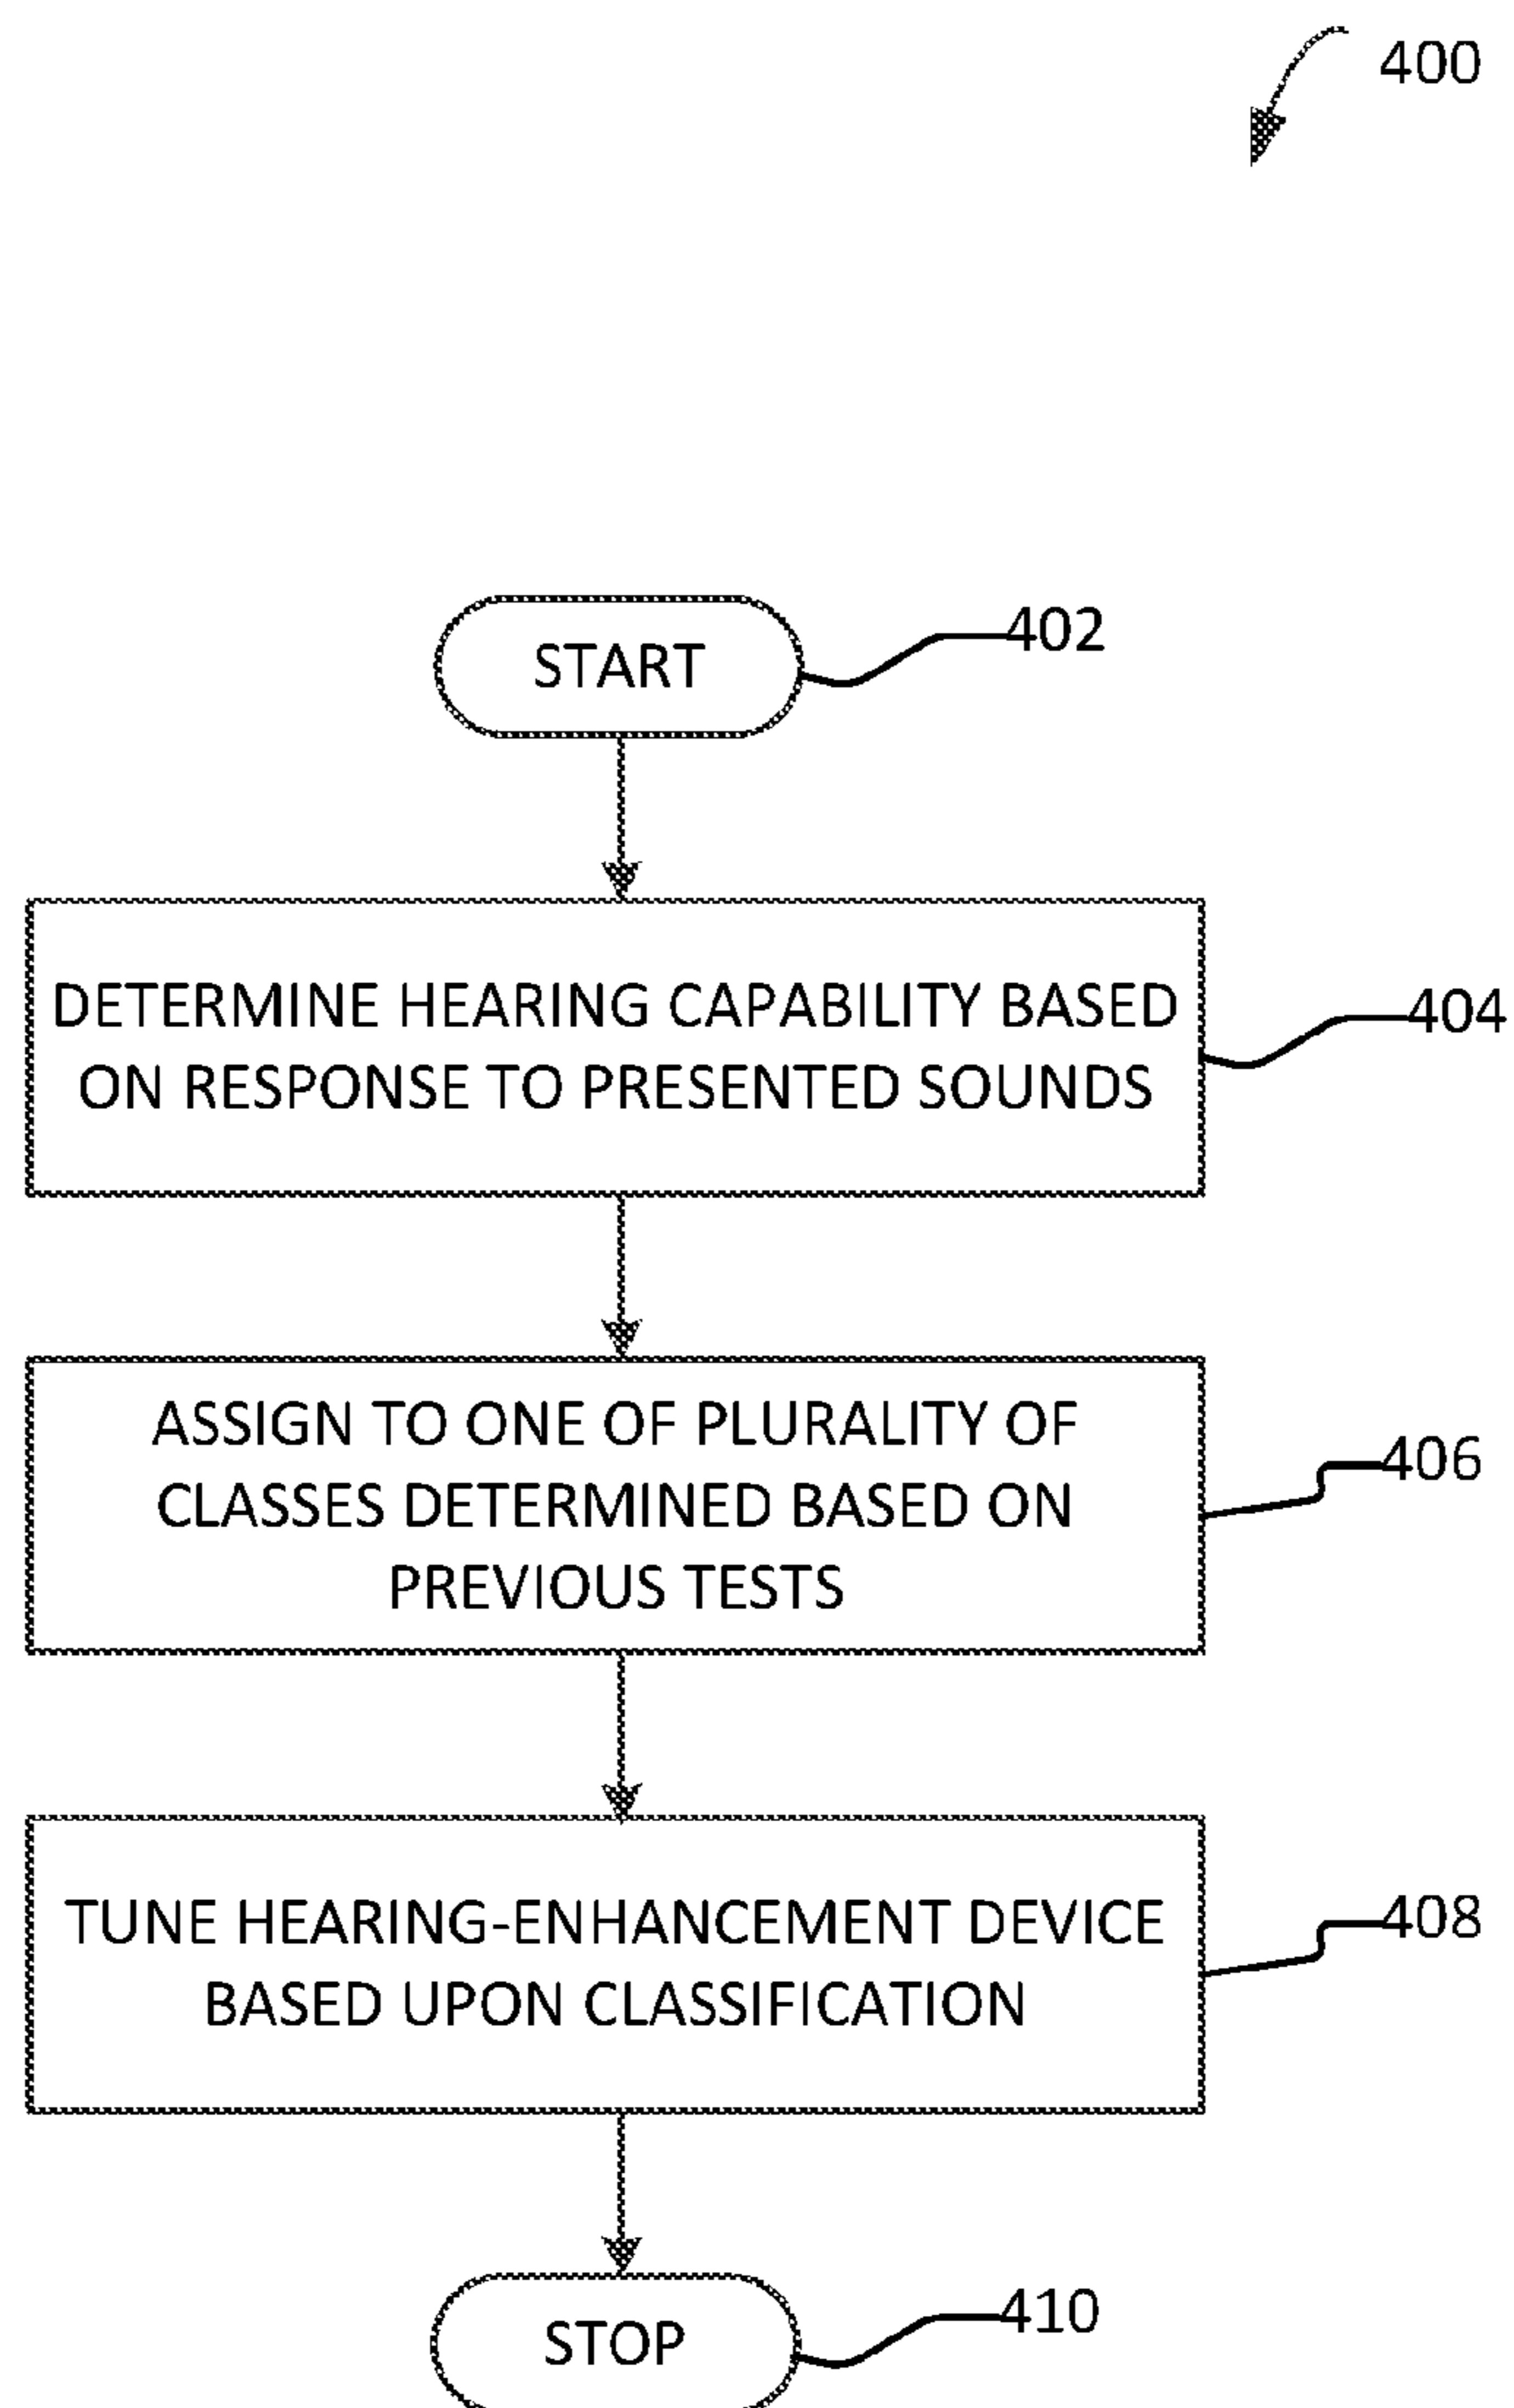 400
START
402
DETERMINE HEARING CAPABILITY BASED
ON RESPONSE TO PRESENTED SOUNDS
404
ASSIGN TO ONE OF PLURALITY OF
CLASSES DETERMINED BASED ON
PREVIOUS TESTS
406
TUNE HEARING-ENHANCEMENT DEVICE
BASED UPON CLASSIFICATION
408
STOP
410